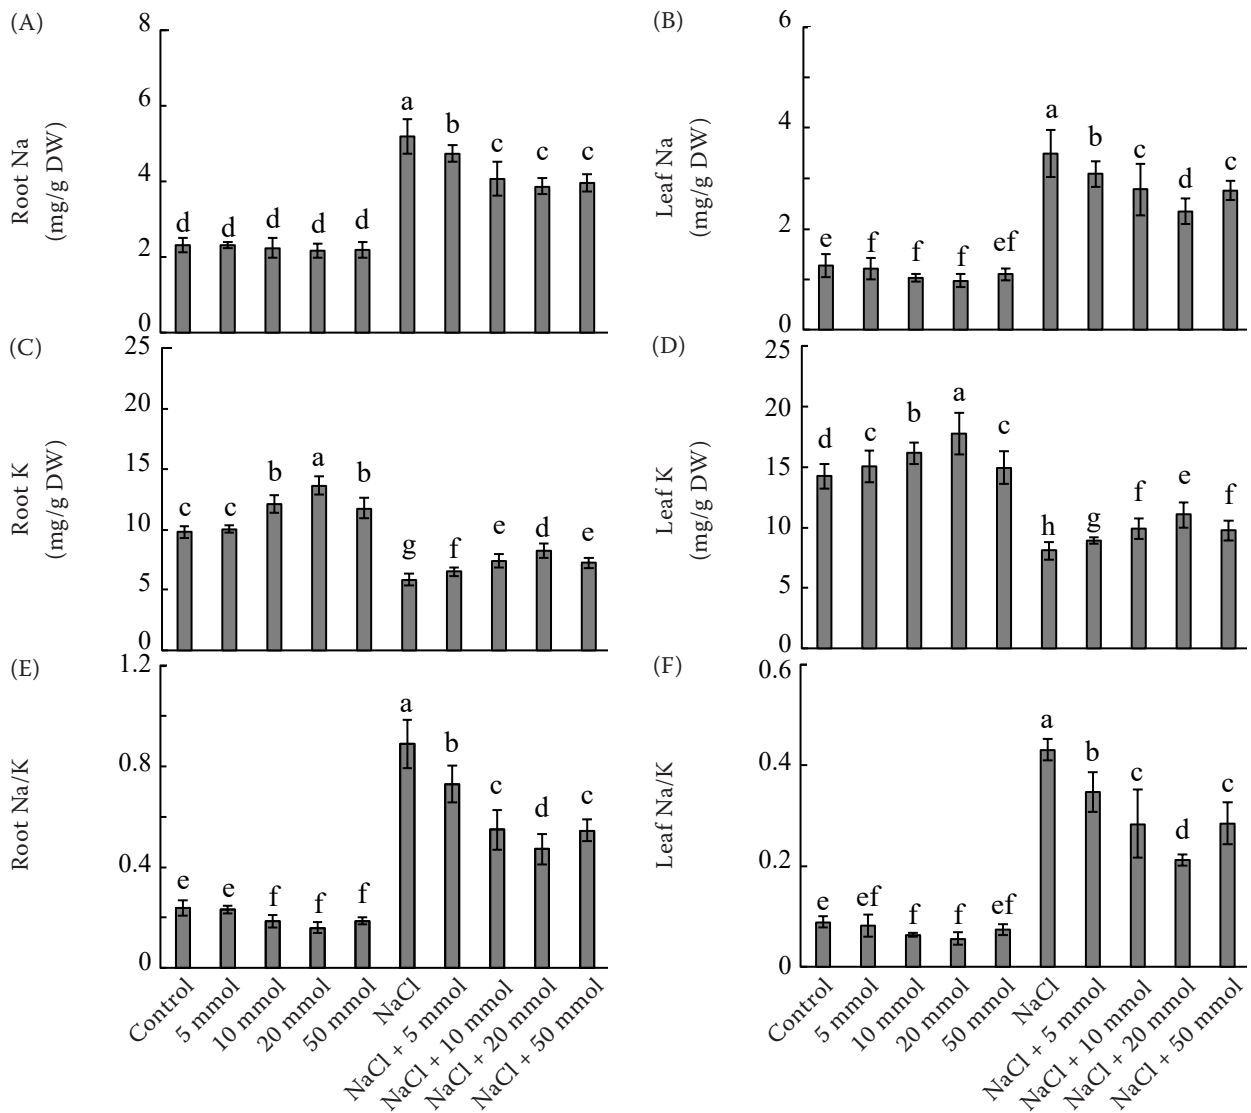 (A)
Root Na
(mg/g DW)
8
6
4
2
0
d d d d d a b c c c
(B)
Leaf Na
(mg/g DW)
6
4
2
0
e f f f ef a b c d c
(C)
Root K
(mg/g DW)
25
20
15
10
5
0
c c b a b g f e d e
(D)
Leaf K
(mg/g DW)
25
20
15
10
5
0
d c b a c h g f e f
(E)
Root Na/K
1.2
0.8
0.4
0
e e f f f a b c d c
(F)
Leaf Na/K
0.6
0.4
0.2
0
e ef f f ef a b c d c
Control
5 mmol
10 mmol
20 mmol
50 mmol
NaCl
NaCl + 5 mmol
NaCl + 10 mmol
NaCl + 20 mmol
NaCl + 50 mmol
Control
5 mmol
10 mmol
20 mmol
50 mmol
NaCl
NaCl + 5 mmol
NaCl + 10 mmol
NaCl + 20 mmol
NaCl + 50 mmol